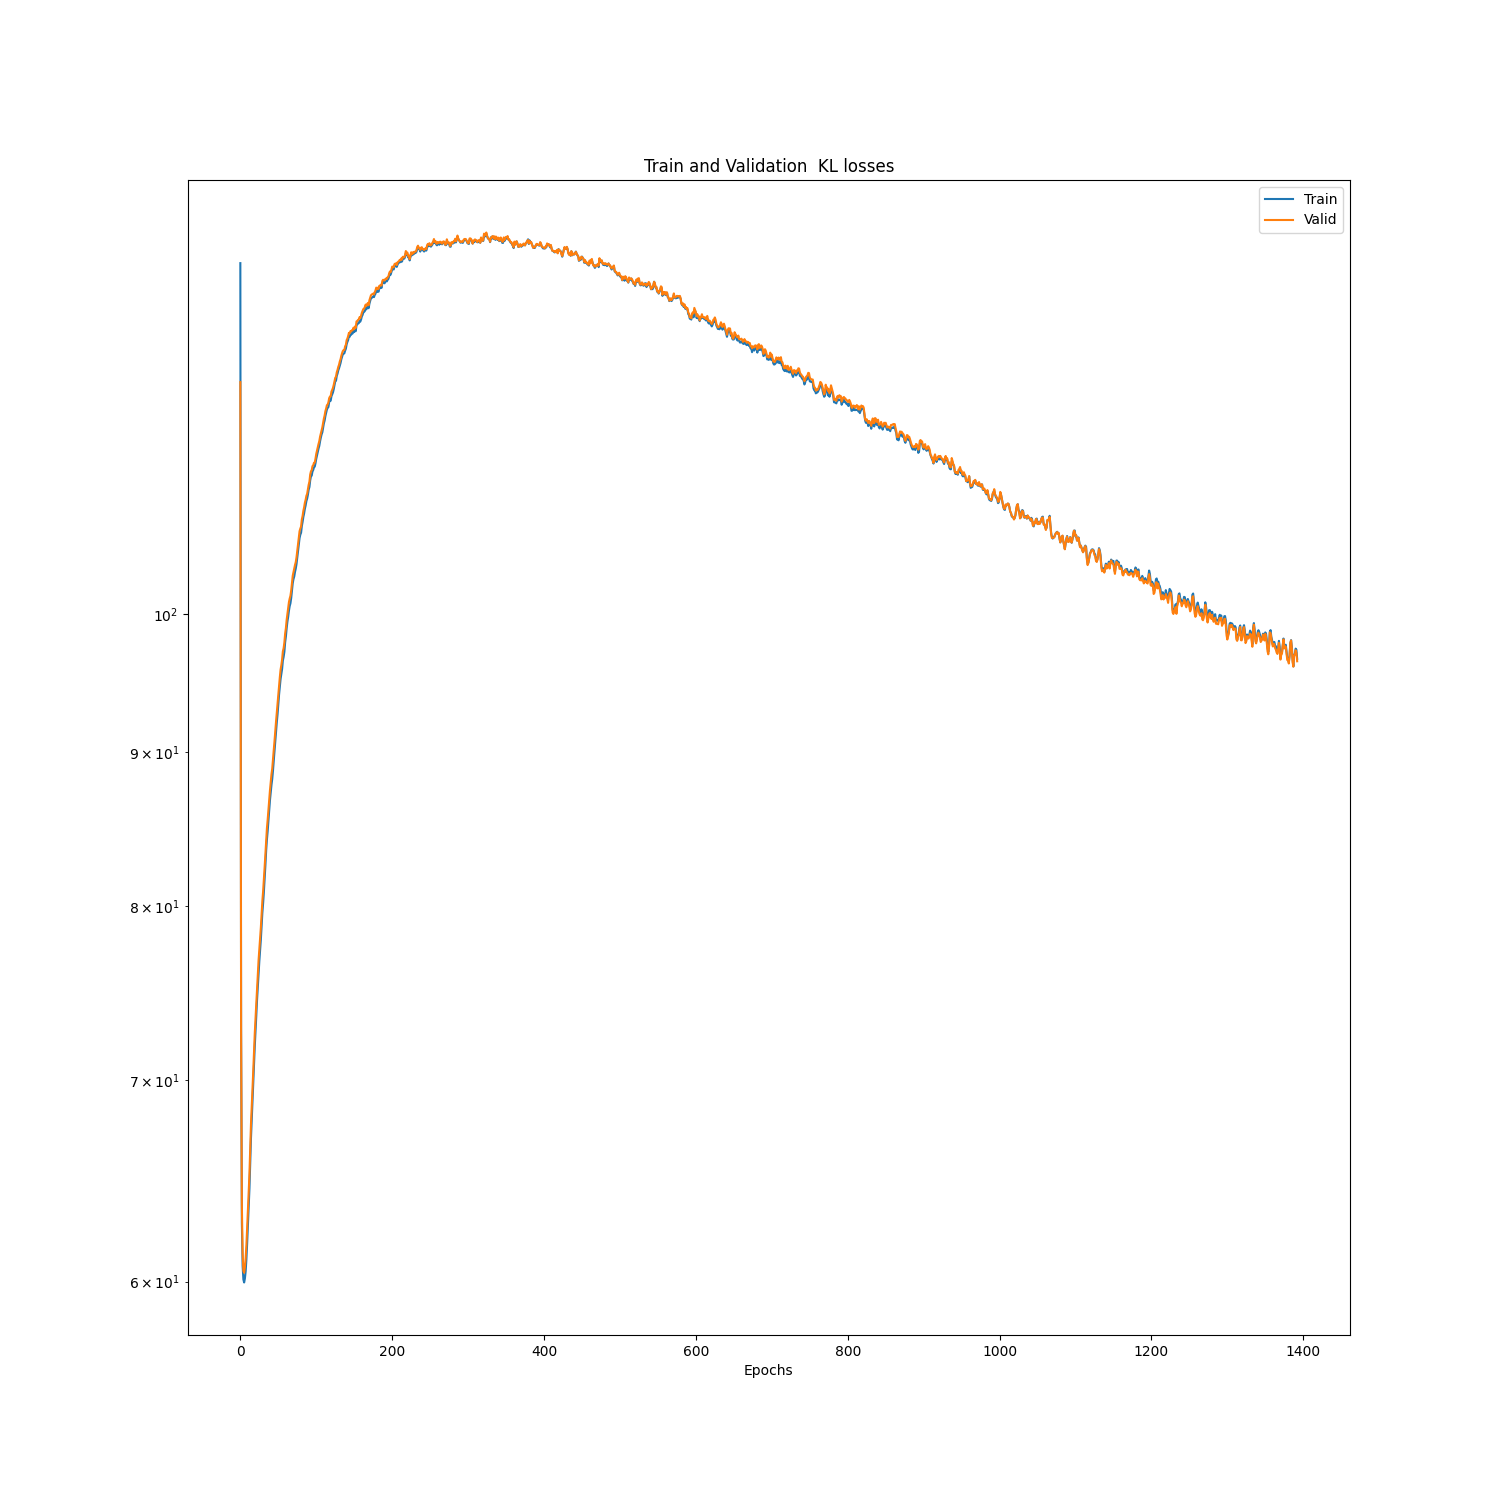 Train and Validation  KL losses
Train
Valid
10²
9 × 10¹
8 × 10¹
7 × 10¹
6 × 10¹
0 200 400 600 800 1000 1200 1400
Epochs